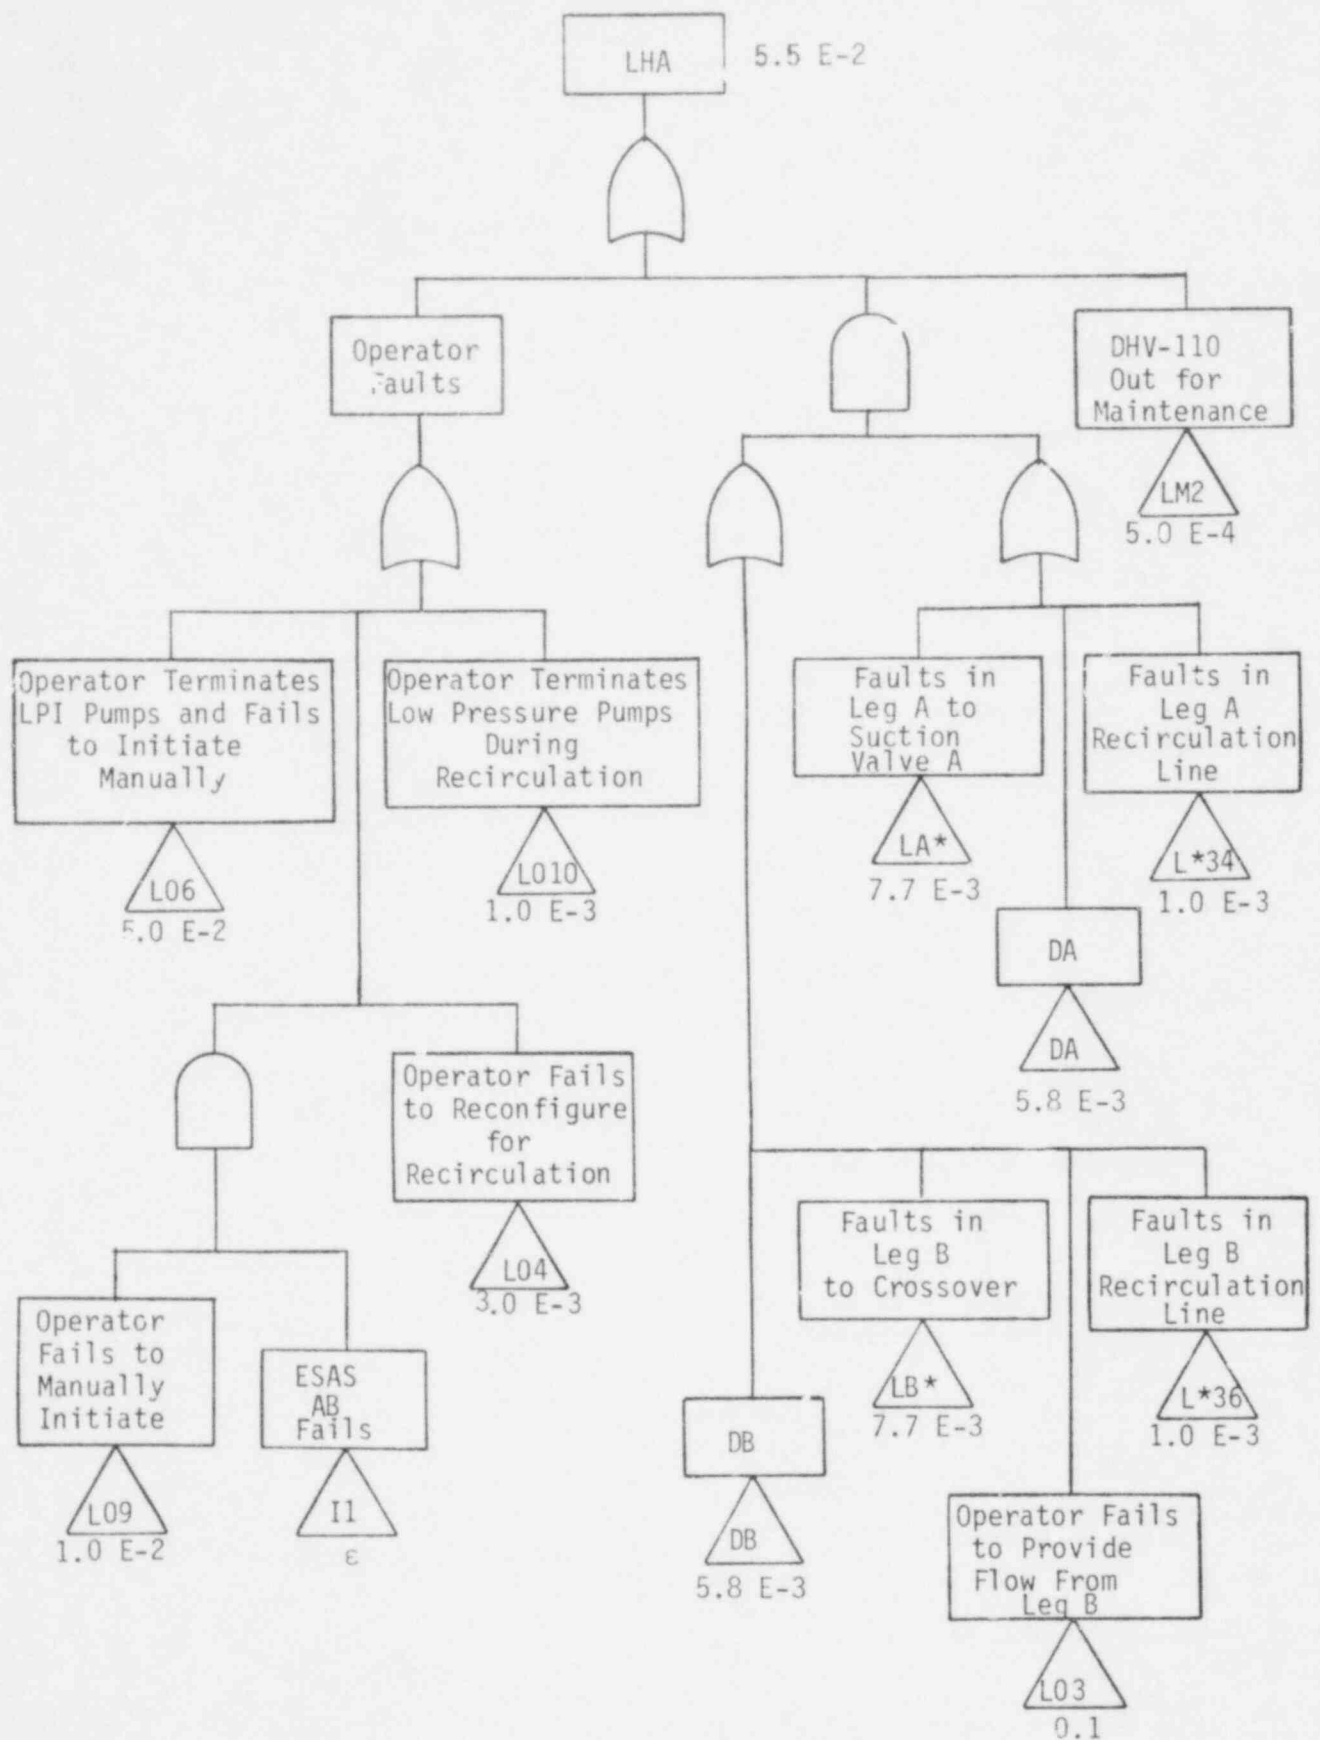 LHA
5.5 E-2
Operator
Faults
DHV-110
Out for
Maintenance
LM2
5.0 E-4
Operator Terminates
LPI Pumps and Fails
to Initiate
Manually
LO6
5.0 E-2
Operator Terminates
Low Pressure Pumps
During
Recirculation
LO10
1.0 E-3
Faults in
Leg A to
Suction
Valve A
LA*
7.7 E-3
Faults in
Leg A
Recirculation
Line
L*34
1.0 E-3
DA
DA
5.8 E-3
Operator Fails
to Reconfigure
for
Recirculation
LO4
3.0 E-3
Operator
Fails to
Manually
Initiate
LO9
1.0 E-2
ESAS
AB
Fails
I1
ε
DB
DB
5.8 E-3
Faults in
Leg B
to Crossover
LB*
7.7 E-3
Faults in
Leg B
Recirculation
Line
L*36
1.0 E-3
Operator Fails
to Provide
Flow From
Leg B
LO3
0.1